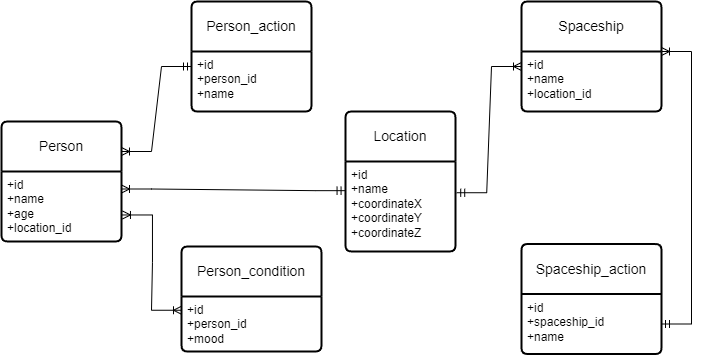 Person_action
+id
+person_id
+name
Spaceship
+id
+name
+location_id
Person
+id
+name
+age
+location_id
Location
+id
+name
+coordinateX
+coordinateY
+coordinateZ
Person_condition
+id
+person_id
+mood
Spaceship_action
+id
+spaceship_id
+name